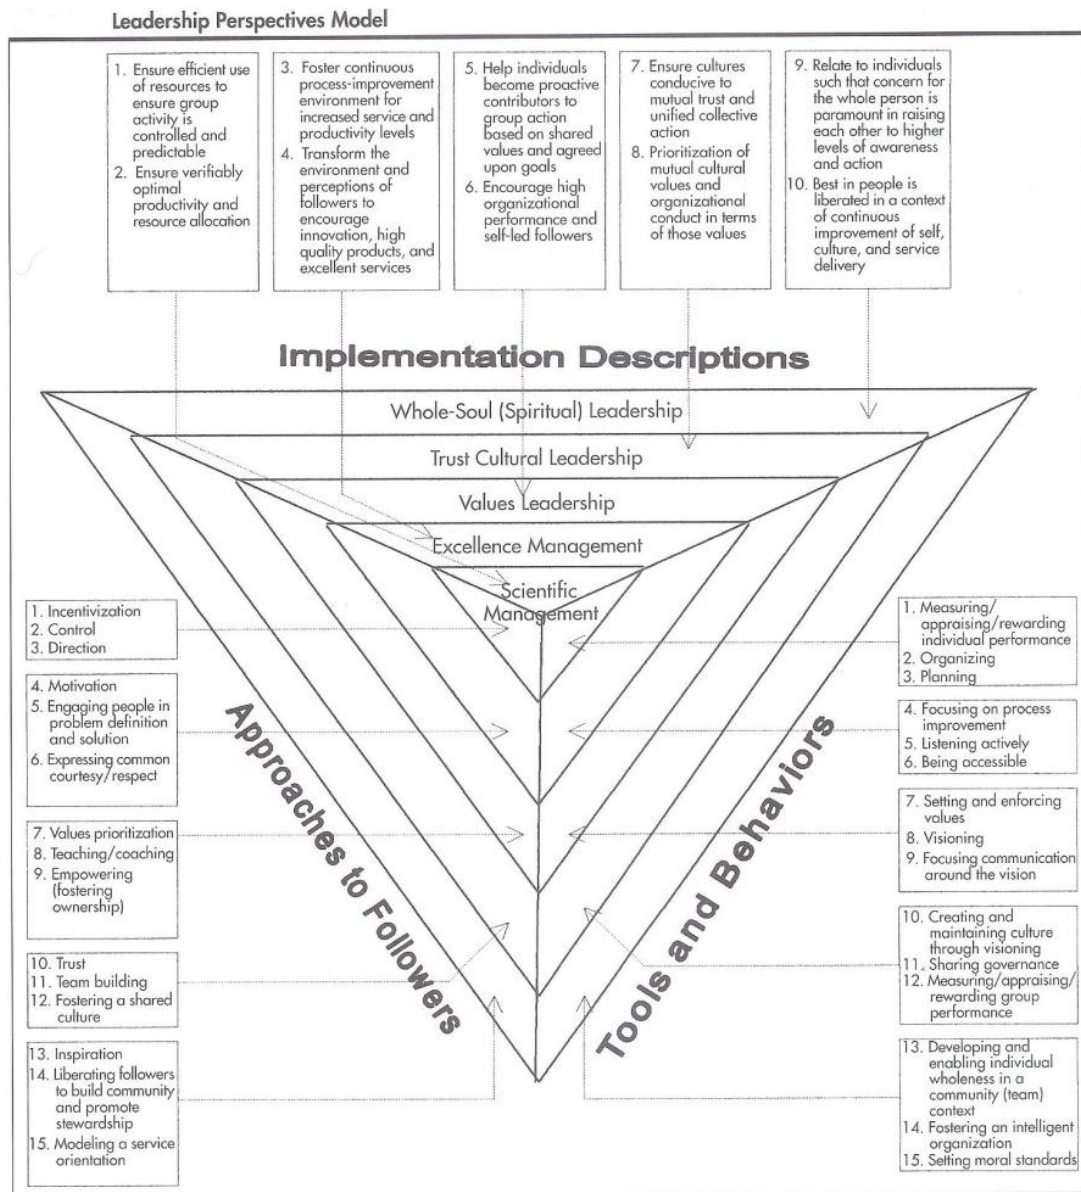 Leadership Perspectives Model
1. Ensure efficient use
of resources to
ensure group
activity is
controlled and
predictable
2. Ensure verifiably
optimal
productivity and
resource allocation
3. Foster continuous
process-improvement
environment for
increased service and
productivity levels
4. Transform the
environment and
perceptions of
followers to
encourage
innovation, high
quality products, and
excellent services
5. Help individuals
become proactive
contributors to
group action
based on shared
values and agreed
upon goals
6. Encourage high
organizational
performance and
self-led followers
7. Ensure cultures
conducive to
mutual trust and
unified collective
action
8. Prioritization of
mutual cultural
values and
organizational
conduct in terms
of those values
9. Relate to individuals
such that concern for
the whole person is
paramount in raising
each other to higher
levels of awareness
and action
10. Best in people is
liberated in a context
of continuous
improvement of self,
culture, and service
delivery
Implementation Descriptions
Whole-Soul (Spiritual) Leadership
Trust Cultural Leadership
Values Leadership
Excellence Management
Scientific
Management
Approaches to Followers
Tools and Behaviors
1. Incentivization
2. Control
3. Direction
4. Motivation
5. Engaging people in
problem definition
and solution
6. Expressing common
courtesy/respect
7. Values prioritization
8. Teaching/coaching
9. Empowering
(fostering
ownership)
10. Trust
11. Team building
12. Fostering a shared
culture
13. Inspiration
14. Liberating followers
to build community
and promote
stewardship
15. Modeling a service
orientation
1. Measuring/
appraising/rewarding
individual performance
2. Organizing
3. Planning
4. Focusing on process
improvement
5. Listening actively
6. Being accessible
7. Setting and enforcing
values
8. Visioning
9. Focusing communication
around the vision
10. Creating and
maintaining culture
through visioning
11. Sharing governance
12. Measuring/appraising/
rewarding group
performance
13. Developing and
enabling individual
wholeness in a
community (team)
context
14. Fostering an intelligent
organization
15. Setting moral standards